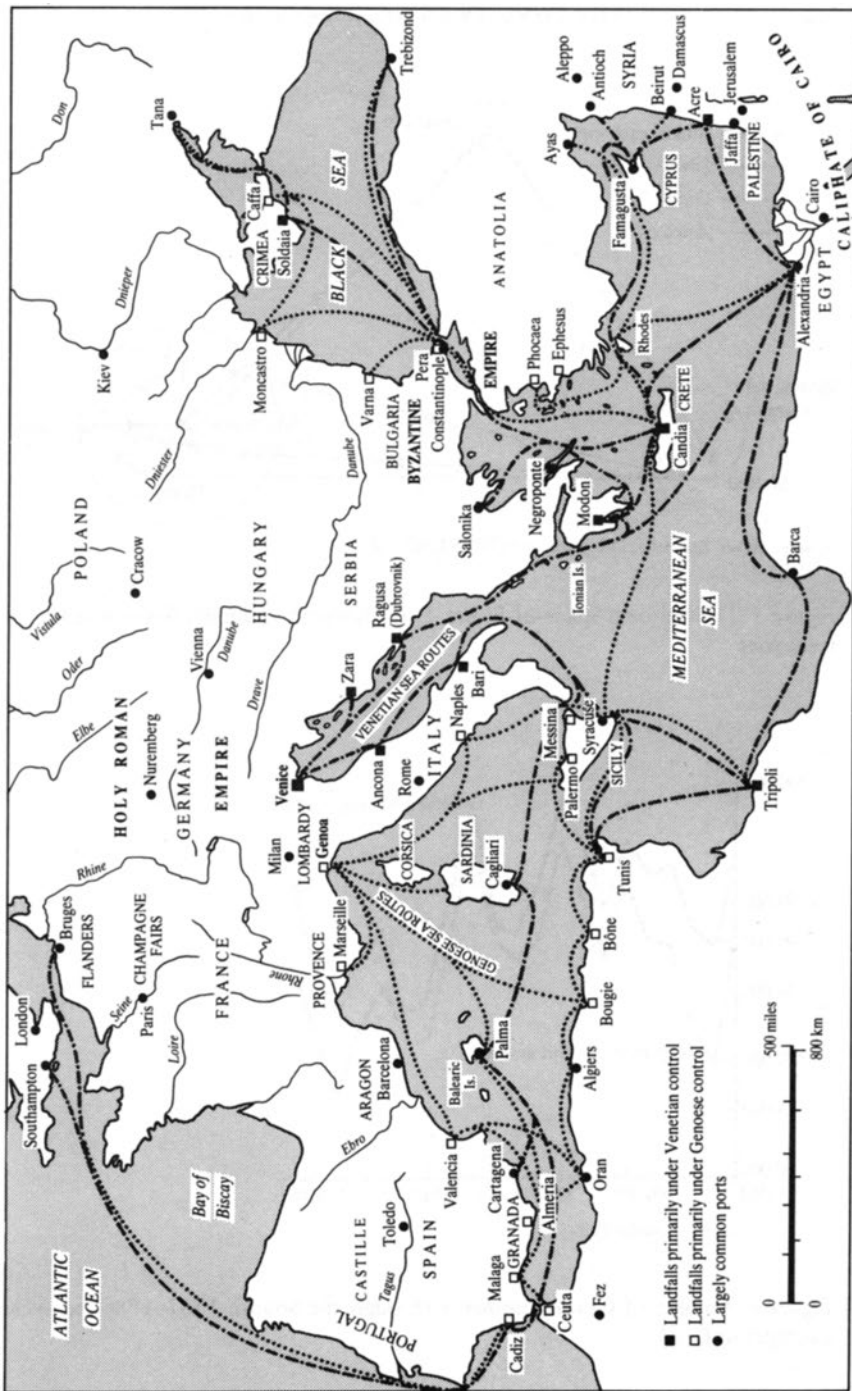 ATLANTIC
OCEAN
Bay of
Biscay
Southampton
London
Bruges
FLANDERS
Seine
Paris
CHAMPAGNE
FAIRS
Loire
FRANCE
Rhine
Rhone
PROVENCE
Marseille
HOLY ROMAN
EMPIRE
GERMANY
Nuremberg
Elbe
Oder
Vistula
POLAND
Cracow
Vienna
Danube
Drave
HUNGARY
Milan
LOMBARDY
Genoa
Venice
Zara
Ragusa
(Dubrovnik)
SERBIA
VENETIAN SEA ROUTES
Ancona
Rome
ITALY
Naples
Bari
CORSICA
SARDINIA
Cagliari
GENOESE SEA ROUTES
Messina
Palermo
Syracuse
SICILY
Kiev
Dnieper
Don
Dniester
Danube
Moncastro
CRIMEA
Caffa
Soldaia
Tana
BLACK
SEA
Trebizond
Varna
BULGARIA
BYZANTINE
EMPIRE
Pera
Constantinople
ANATOLIA
Salonika
Negroponte
Modon
Ionian Is.
Phocaea
Ephesus
Rhodes
CRETE
Candia
MEDITERRANEAN
SEA
Ayas
Aleppo
Antioch
SYRIA
Famagusta
CYPRUS
Beirut
Damascus
Acre
Jaffa
Jerusalem
PALESTINE
CALIPHATE OF CAIRO
Cairo
Alexandria
EGYPT
Barca
Tripoli
Tunis
Bône
Bougie
Algiers
Oran
Ceuta
Fez
ARAGON
Barcelona
Ebro
Balearic
Is.
Palma
Valencia
Cartagena
Almeria
GRANADA
Malaga
Cadiz
CASTILLE
Toledo
Tagus
SPAIN
PORTUGAL
Landfalls primarily under Venetian control
Landfalls primarily under Genoese control
Largely common ports
0
500 miles
0
800 km